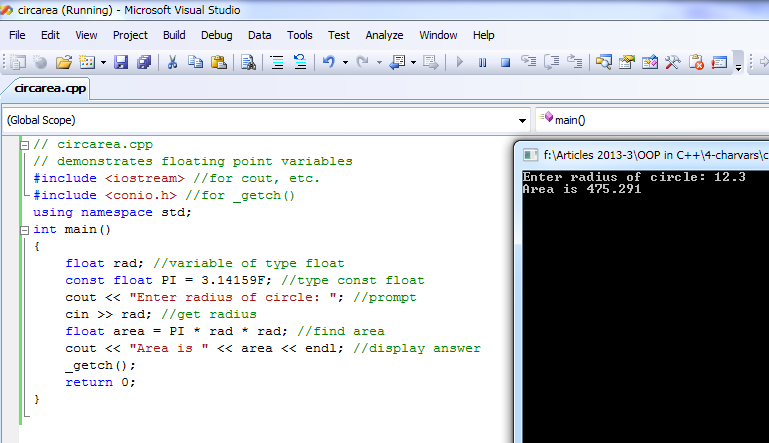 circarea (Running) - Microsoft Visual Studio
File Edit View Project Build Debug Data Tools Test Analyze Window Help
circarea.cpp
(Global Scope)
main()
// circarea.cpp
// demonstrates floating point variables
#include <iostream> //for cout, etc.
#include <conio.h> //for _getch()
using namespace std;
int main()
{
float rad; //variable of type float
const float PI = 3.14159F; //type const float
cout << "Enter radius of circle: "; //prompt
cin >> rad; //get radius
float area = PI * rad * rad; //find area
cout << "Area is " << area << endl; //display answer
_getch();
return 0;
}
f:\Articles 2013-3\OOP in C++\4-charvars\c
Enter radius of circle: 12.3
Area is 475.291